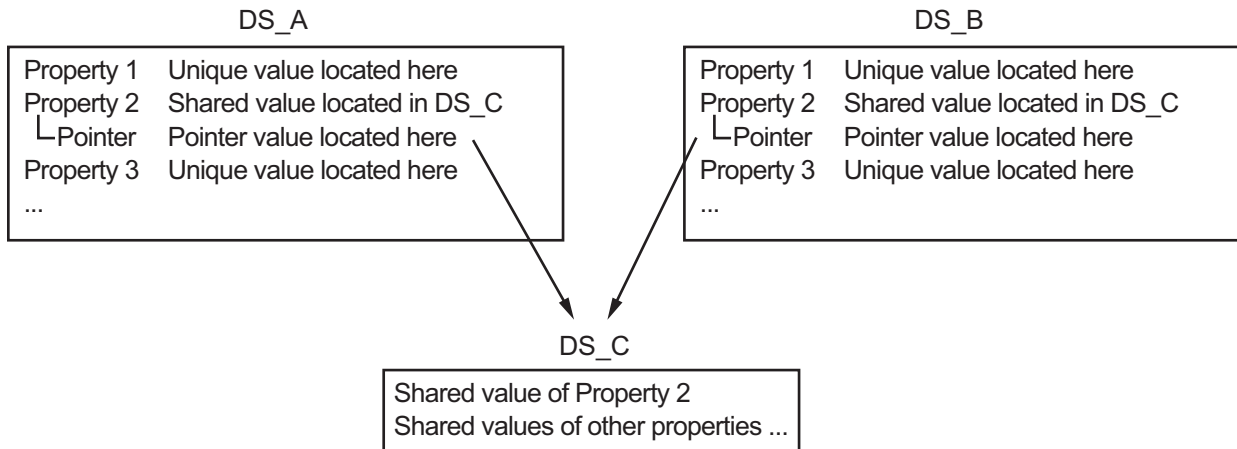 DS_A
Property 1 Unique value located here
Property 2 Shared value located in DS_C
Pointer Pointer value located here
Property 3 Unique value located here
...
DS_B
Property 1 Unique value located here
Property 2 Shared value located in DS_C
Pointer Pointer value located here
Property 3 Unique value located here
...
DS_C
Shared value of Property 2
Shared values of other properties ...